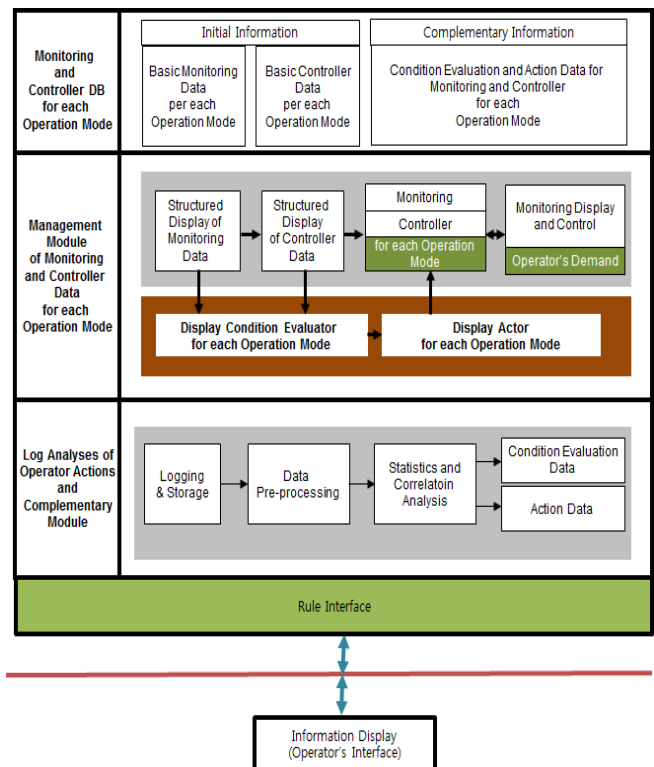 Monitoring
and
Controller DB
for each
Operation Mode
Initial Information
Complementary Information
Basic Monitoring
Data
per each
Operation Mode
Basic Controller
Data
per each
Operation Mode
Condition Evaluation and Action Data for
Monitoring and Controller
for each
Operation Mode
Management
Module
of Monitoring
and Controller
Data
for each
Operation Mode
Structured
Display of
Monitoring
Data
Structured
Display
of Controller
Data
Monitoring
Controller
for each Operation
Mode
Monitoring Display
and Control
Operator's Demand
Display Condition Evaluator
for each Operation Mode
Display Actor
for each Operation Mode
Log Analyses of
Operator Actions
and
Complementary
Module
Logging
& Storage
Data
Pre-processing
Statistics and
Correlatoin
Analysis
Condition Evaluation
Data
Action Data
Rule Interface
Information Display
(Operator's Interface)